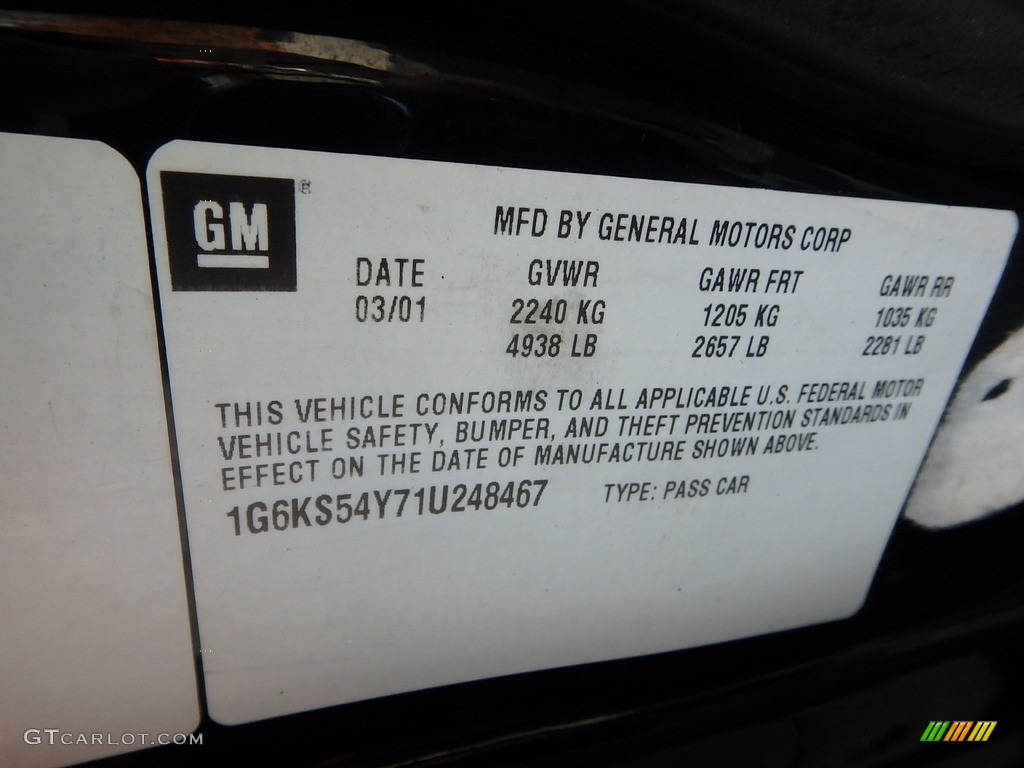 GM ®
MFD BY GENERAL MOTORS CORP
DATE GVWR GAWR FRT GAWR RR
03/01 2240 KG 1205 KG 1035 KG
4938 LB 2657 LB 2281 LB
THIS VEHICLE CONFORMS TO ALL APPLICABLE U.S. FEDERAL MOTOR
VEHICLE SAFETY, BUMPER, AND THEFT PREVENTION STANDARDS IN
EFFECT ON THE DATE OF MANUFACTURE SHOWN ABOVE.
1G6KS54Y71U248467 TYPE: PASS CAR
GTCARLOT.COM